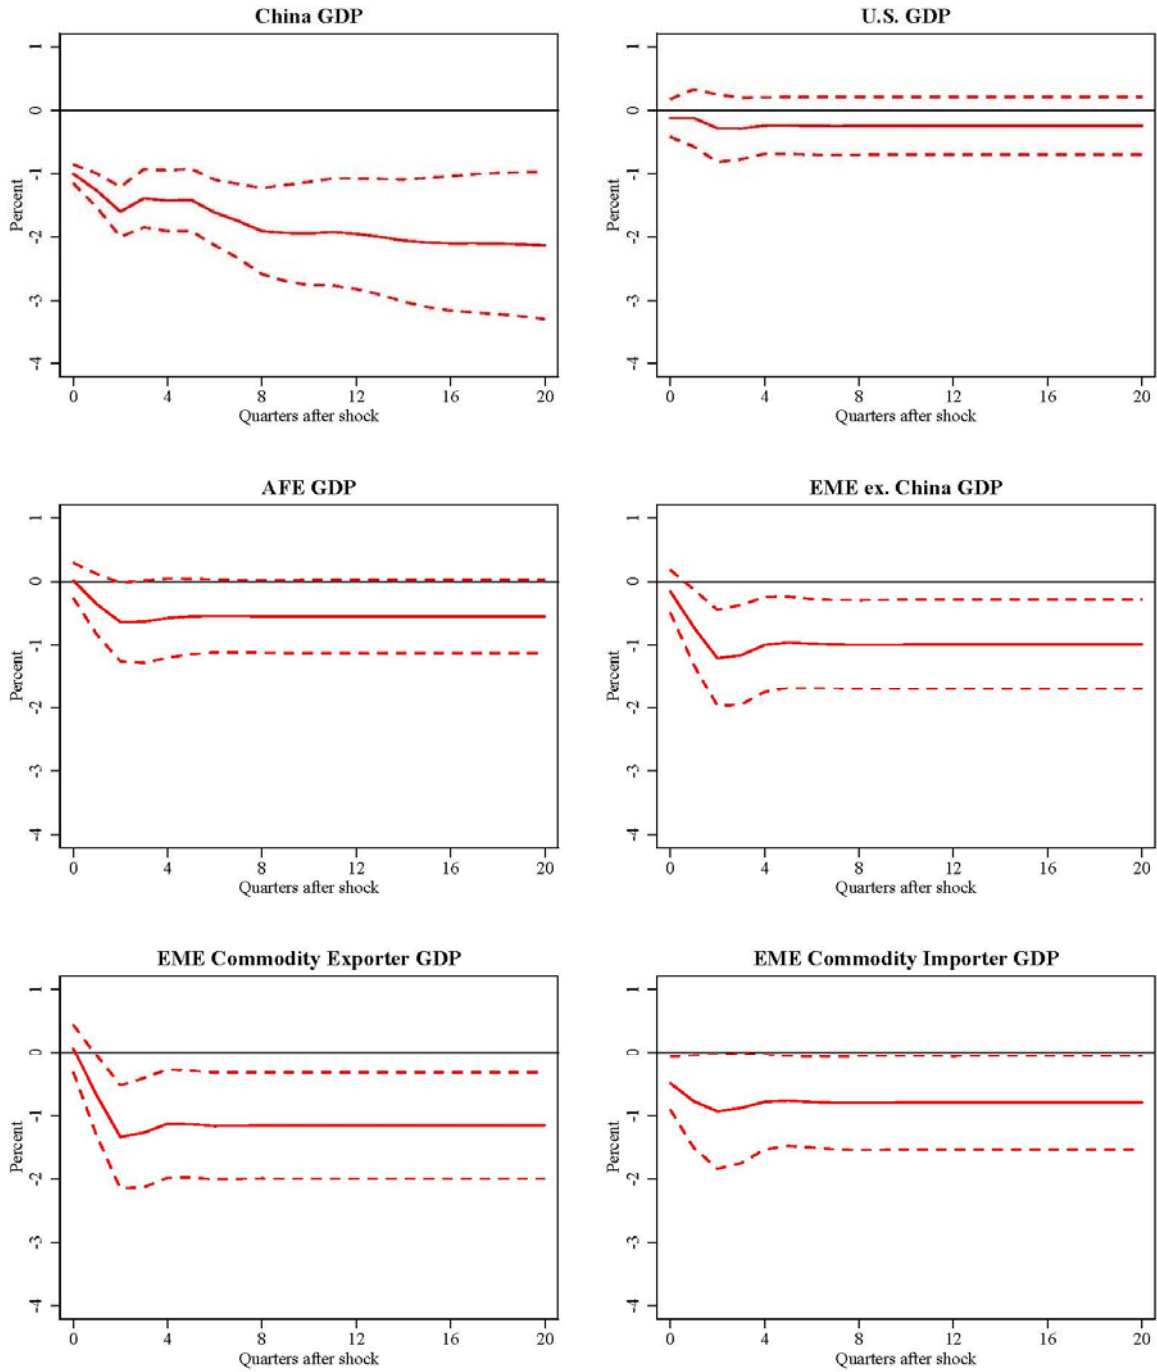 China GDP
U.S. GDP
1
0
-1
-2
-3
-4
Percent
0 4 8 12 16 20
Quarters after shock
1
0
-1
-2
-3
-4
Percent
0 4 8 12 16 20
Quarters after shock
AFE GDP
EME ex. China GDP
1
0
-1
-2
-3
-4
Percent
0 4 8 12 16 20
Quarters after shock
1
0
-1
-2
-3
-4
Percent
0 4 8 12 16 20
Quarters after shock
EME Commodity Exporter GDP
EME Commodity Importer GDP
1
0
-1
-2
-3
-4
Percent
0 4 8 12 16 20
Quarters after shock
1
0
-1
-2
-3
-4
Percent
0 4 8 12 16 20
Quarters after shock